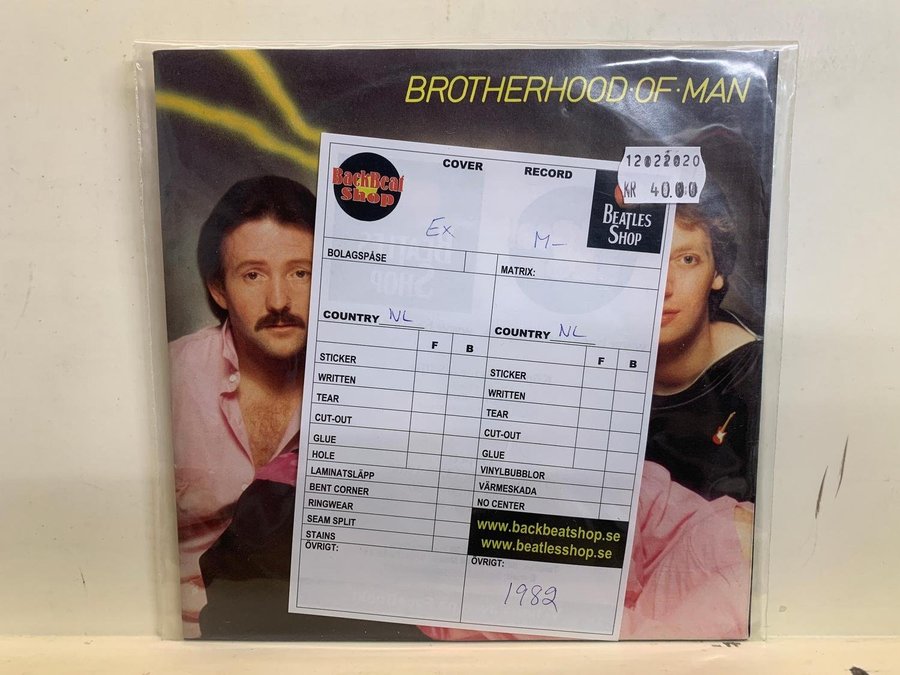 BROTHERHOOD·OF·MAN
12022020
KR 40.00
BackBeat
Shop
COVER
RECORD
BEATLES
SHOP
Ex
M-
BOLAGSPÅSE
MATRIX:
COUNTRY NL
COUNTRY NL
F B
F B
STICKER
WRITTEN
TEAR
CUT-OUT
GLUE
HOLE
LAMINATSLÄPP
BENT CORNER
RINGWEAR
SEAM SPLIT
STAINS
ÖVRIGT:
STICKER
WRITTEN
TEAR
CUT-OUT
GLUE
VINYLBUBBLOR
VÄRMESKADA
NO CENTER
www.backbeatshop.se
www.beatlesshop.se
ÖVRIGT:
1982